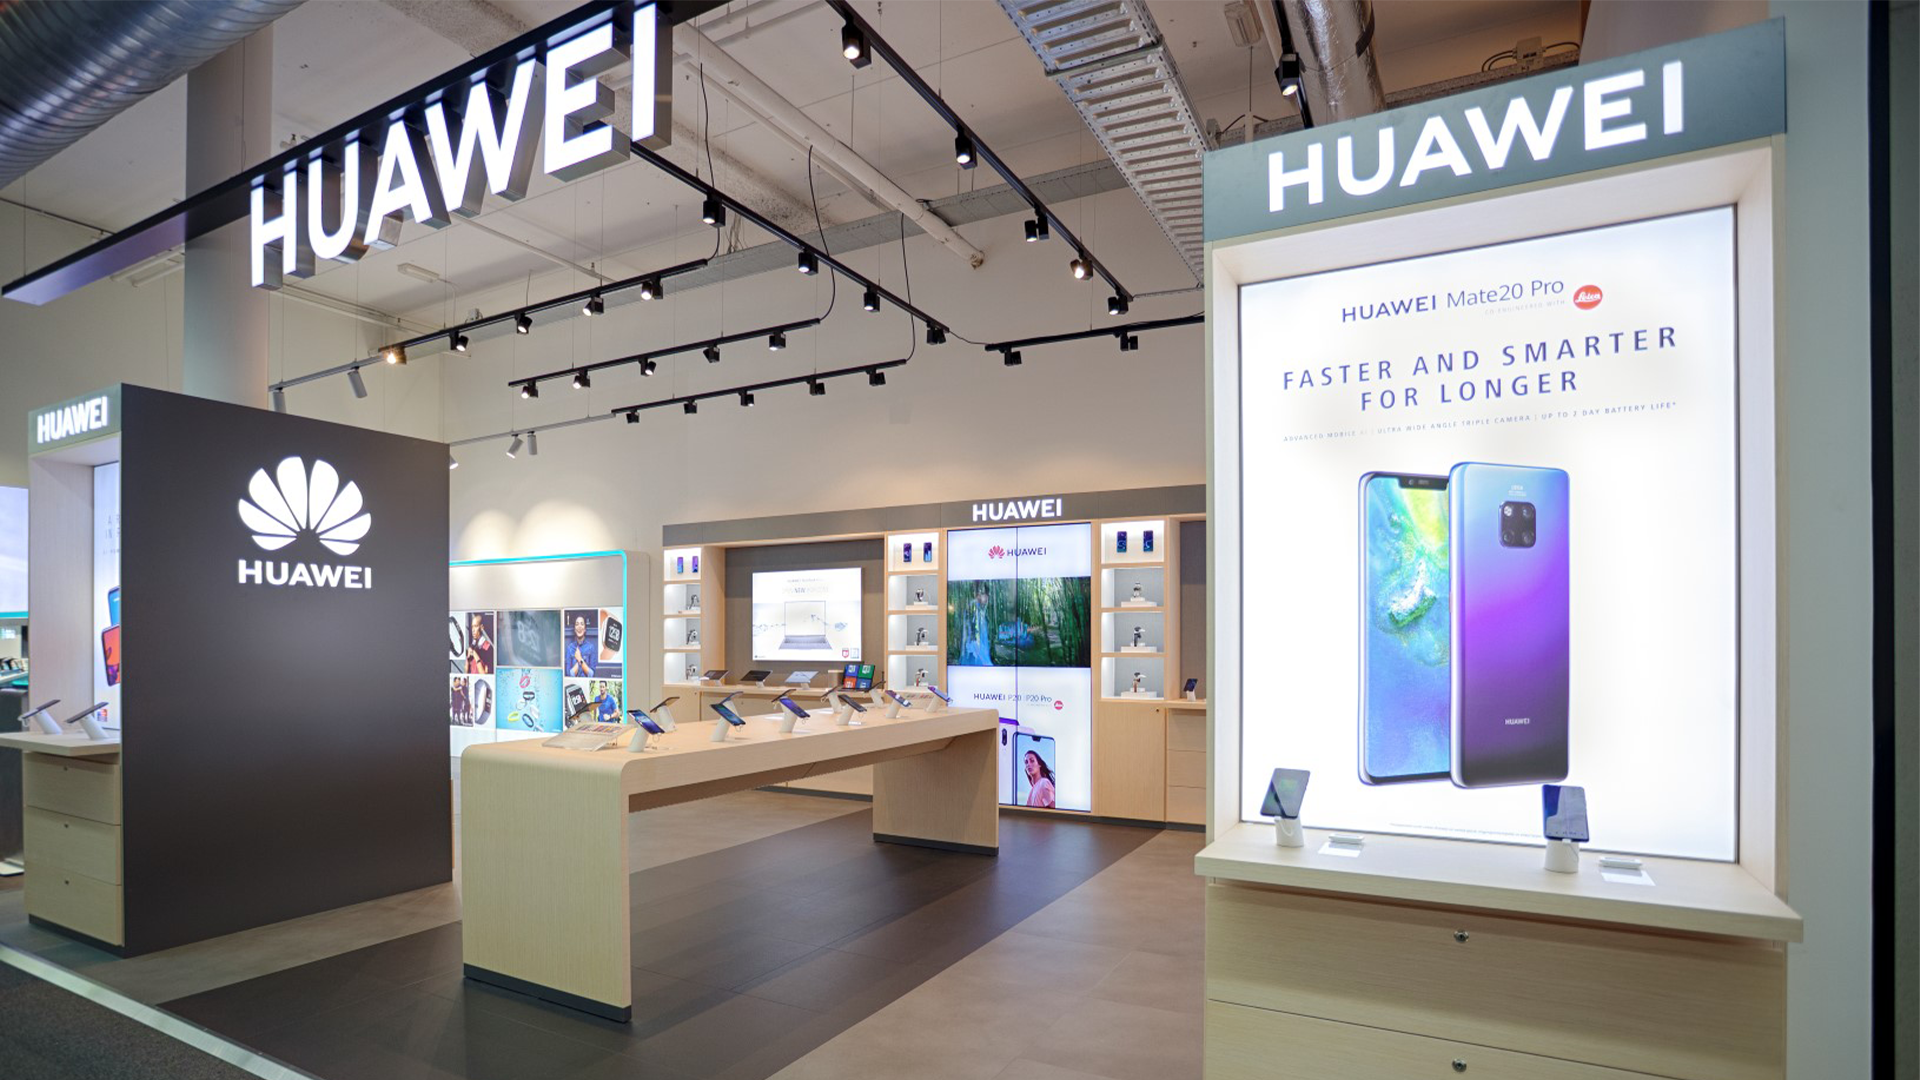 HUAWEI
HUAWEI
HUAWEI Mate20 Pro
CO-ENGINEERED WITH
Leica
FASTER AND SMARTER
FOR LONGER
ADVANCED MOBILE AI | ULTRA WIDE ANGLE TRIPLE CAMERA | UP TO 2 DAY BATTERY LIFE*
HUAWEI
HUAWEI
HUAWEI
HUAWEI
HUAWEI
HUAWEI P20 | P20 Pro